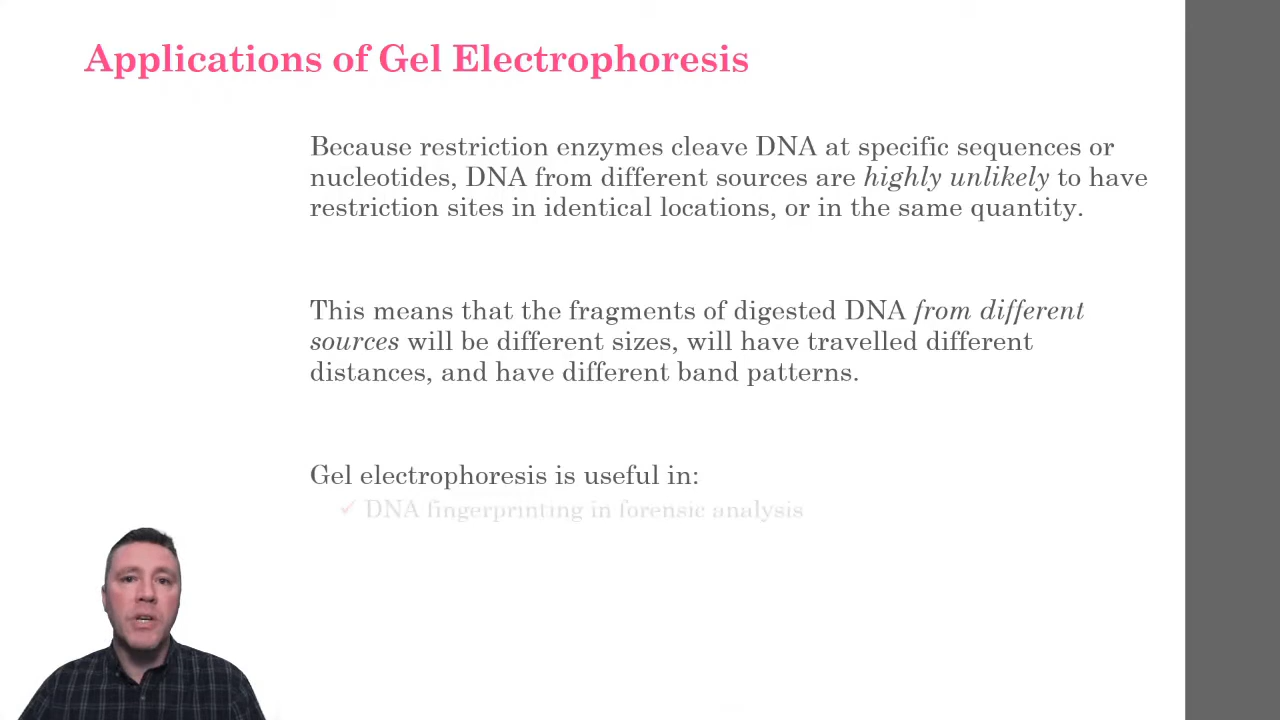 Applications of Gel Electrophoresis
Because restriction enzymes cleave DNA at specific sequences or
nucleotides, DNA from different sources are highly unlikely to have
restriction sites in identical locations, or in the same quantity.
This means that the fragments of digested DNA from different
sources will be different sizes, will have travelled different
distances, and have different band patterns.
Gel electrophoresis is useful in:
✓ DNA fingerprinting in forensic analysis